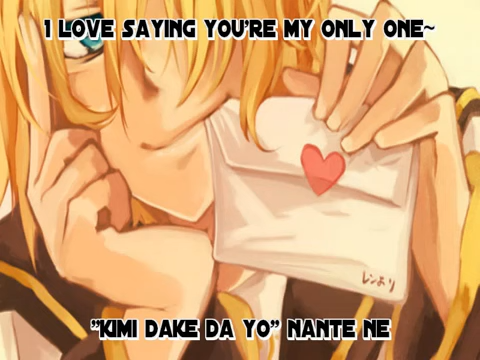 I LOVE SAYING YOU'RE MY ONLY ONE~
レンより
"KIMI DAKE DA YO" NANTE NE